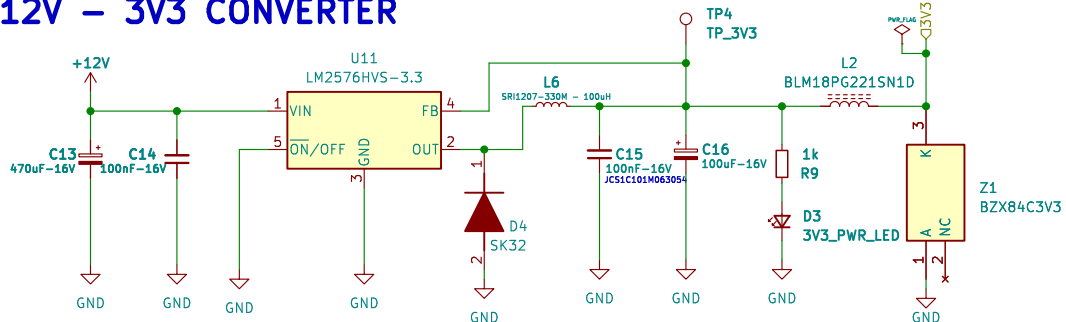 12V - 3V3 CONVERTER
TP4
TP_3V3
PWR_FLAG
3V3
+12V
U11
LM2576HVS-3.3
L6
SRI1207-330M - 100uH
L2
BLM18PG221SN1D
1
VIN
FB
4
5
ON/OFF
GND
OUT
2
3
C13
470uF-16V
C14
100nF-16V
1
D4
SK32
2
C15
100nF-16V
JCS1C101M063054
C16
100uF-16V
1k
R9
D3
3V3_PWR_LED
3
K
Z1
BZX84C3V3
A
NC
1
2
GND
GND
GND
GND
GND
GND
GND
GND
GND